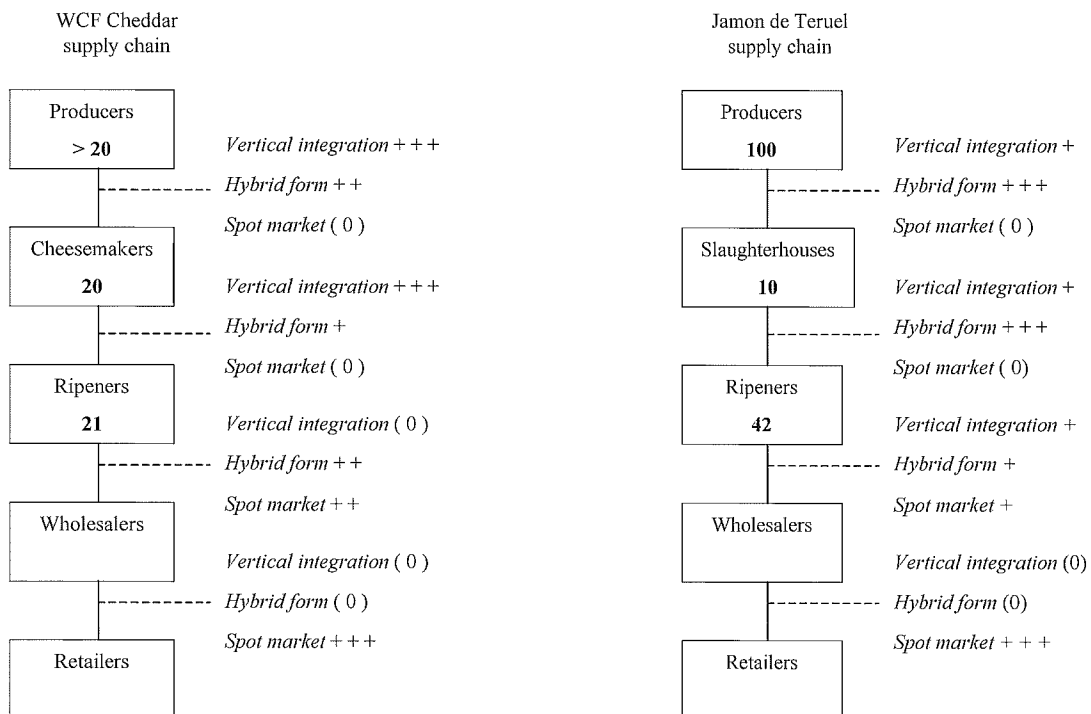 WCF Cheddar
supply chain
Producers
> 20
Vertical integration + + +
Hybrid form + +
Spot market ( 0 )
Cheesemakers
20
Vertical integration + + +
Hybrid form +
Spot market ( 0 )
Ripeners
21
Vertical integration ( 0 )
Hybrid form + +
Spot market + +
Wholesalers
Vertical integration ( 0 )
Hybrid form ( 0 )
Spot market + + +
Retailers
Jamon de Teruel
supply chain
Producers
100
Vertical integration +
Hybrid form + + +
Spot market ( 0 )
Slaughterhouses
10
Vertical integration +
Hybrid form + + +
Spot market ( 0)
Ripeners
42
Vertical integration +
Hybrid form +
Spot market +
Wholesalers
Vertical integration (0)
Hybrid form (0)
Spot market + + +
Retailers